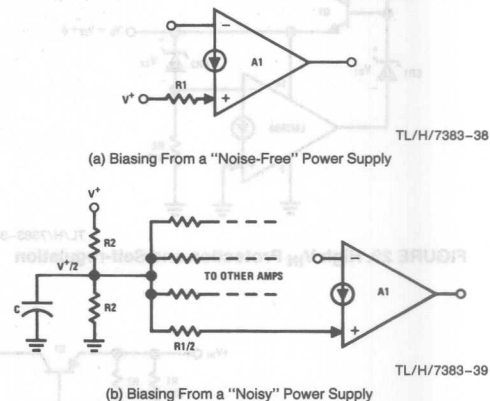 −
A1
R1
V⁺
+
TL/H/7383–38
(a) Biasing From a "Noise-Free" Power Supply
V⁺
R2
V⁺/2
TO OTHER AMPS
−
C
R2
A1
+
R1/2
TL/H/7383–39
(b) Biasing From a "Noisy" Power Supply